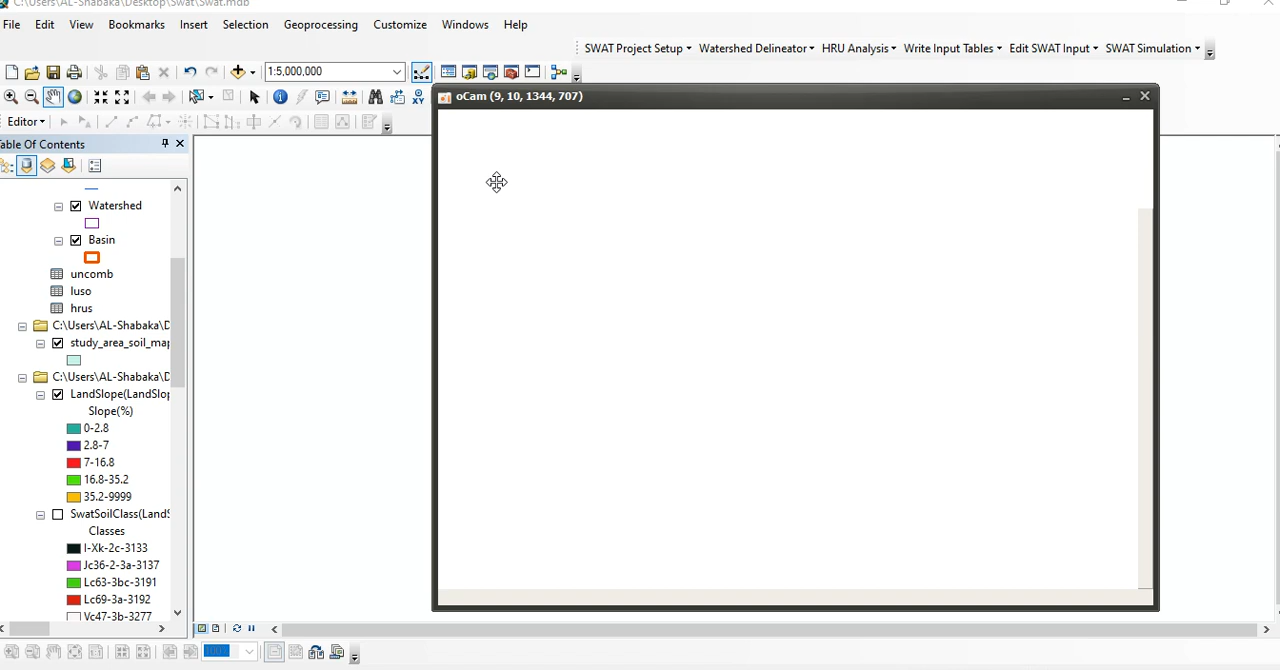 C:\Users\AL-Shabaka\Desktop\Swat\Swat.mdb
File Edit View Bookmarks Insert Selection Geoprocessing Customize Windows Help
SWAT Project Setup Watershed Delineator HRU Analysis Write Input Tables Edit SWAT Input SWAT Simulation
1:5,000,000
oCam (9, 10, 1344, 707)
Editor
Table Of Contents
Watershed
Basin
uncomb
luso
hrus
C:\Users\AL-Shabaka\D
study_area_soil_map
C:\Users\AL-Shabaka\D
LandSlope(LandSlop
Slope(%)
0-2.8
2.8-7
7-16.8
16.8-35.2
35.2-9999
SwatSoilClass(LandS
Classes
I-Xk-2c-3133
Jc36-2-3a-3137
Lc63-3bc-3191
Lc69-3a-3192
Vc47-3b-3277